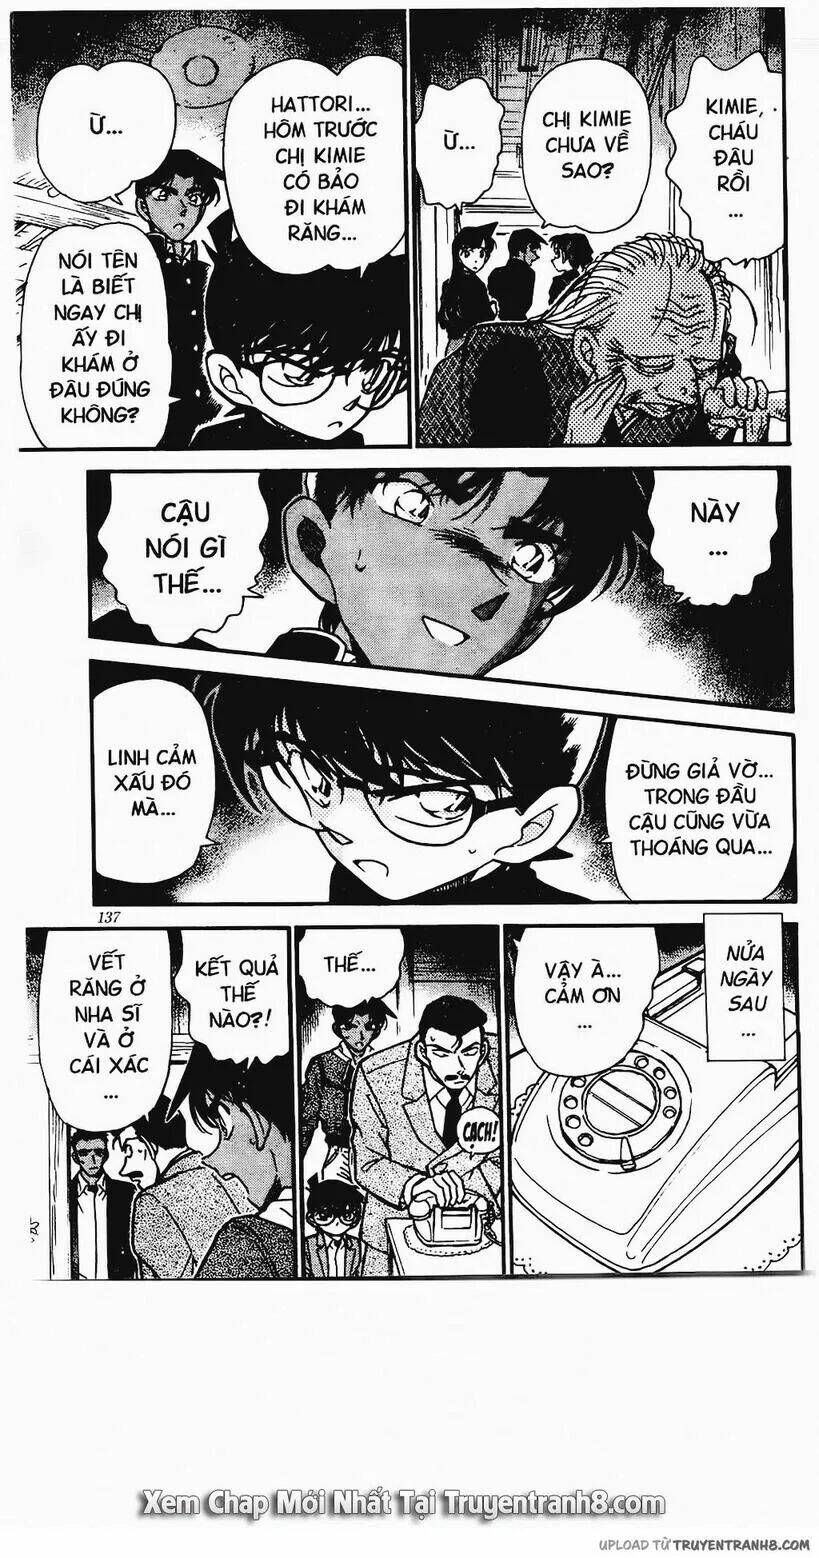 KIMIE,
CHÁU
ĐÂU
RỒI
...
CHỊ KIMIE
CHƯA VỀ
SAO?
Ừ...
HATTORI...
HÔM TRƯỚC
CHỊ KIMIE
CÓ BẢO
ĐI KHÁM
RĂNG...
Ừ...
NÓI TÊN
LÀ BIẾT
NGAY CHỊ
ẤY ĐI
KHÁM Ở
ĐÂU ĐÚNG
KHÔNG?
NÀY
...
CẬU
NÓI GÌ
THẾ...
ĐỪNG GIẢ VỜ...
TRONG ĐẦU
CẬU CŨNG VỪA
THOÁNG QUA...
LINH CẢM
XẤU ĐÓ
MÀ...
137
NỬA
NGÀY
SAU
...
VẬY À...
CẢM ƠN
...
THẾ...
CẠCH!
KẾT QUẢ
THẾ
NÀO?!
VẾT
RĂNG Ở
NHA SĨ
VÀ Ở
CÁI XÁC
...
Xem Chap Mới Nhất Tại Truyentranh8.com
UPLOAD TỪ TRUYENTRANH8.COM